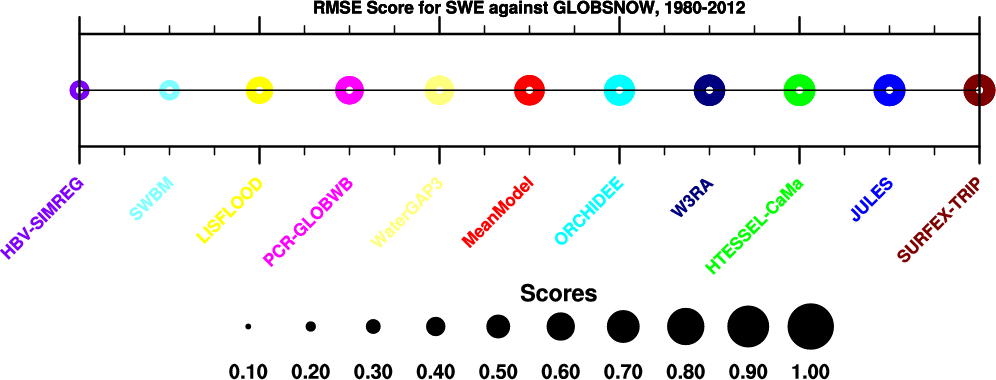 RMSE Score for SWE against GLOBSNOW, 1980-2012
HBV-SIMREG
SWBM
LISFLOOD
PCR-GLOBWB
WaterGAP3
MeanModel
ORCHIDEE
W3RA
HTESSEL-CaMa
JULES
SURFEX-TRIP
Scores
0.10 0.20 0.30 0.40 0.50 0.60 0.70 0.80 0.90 1.00